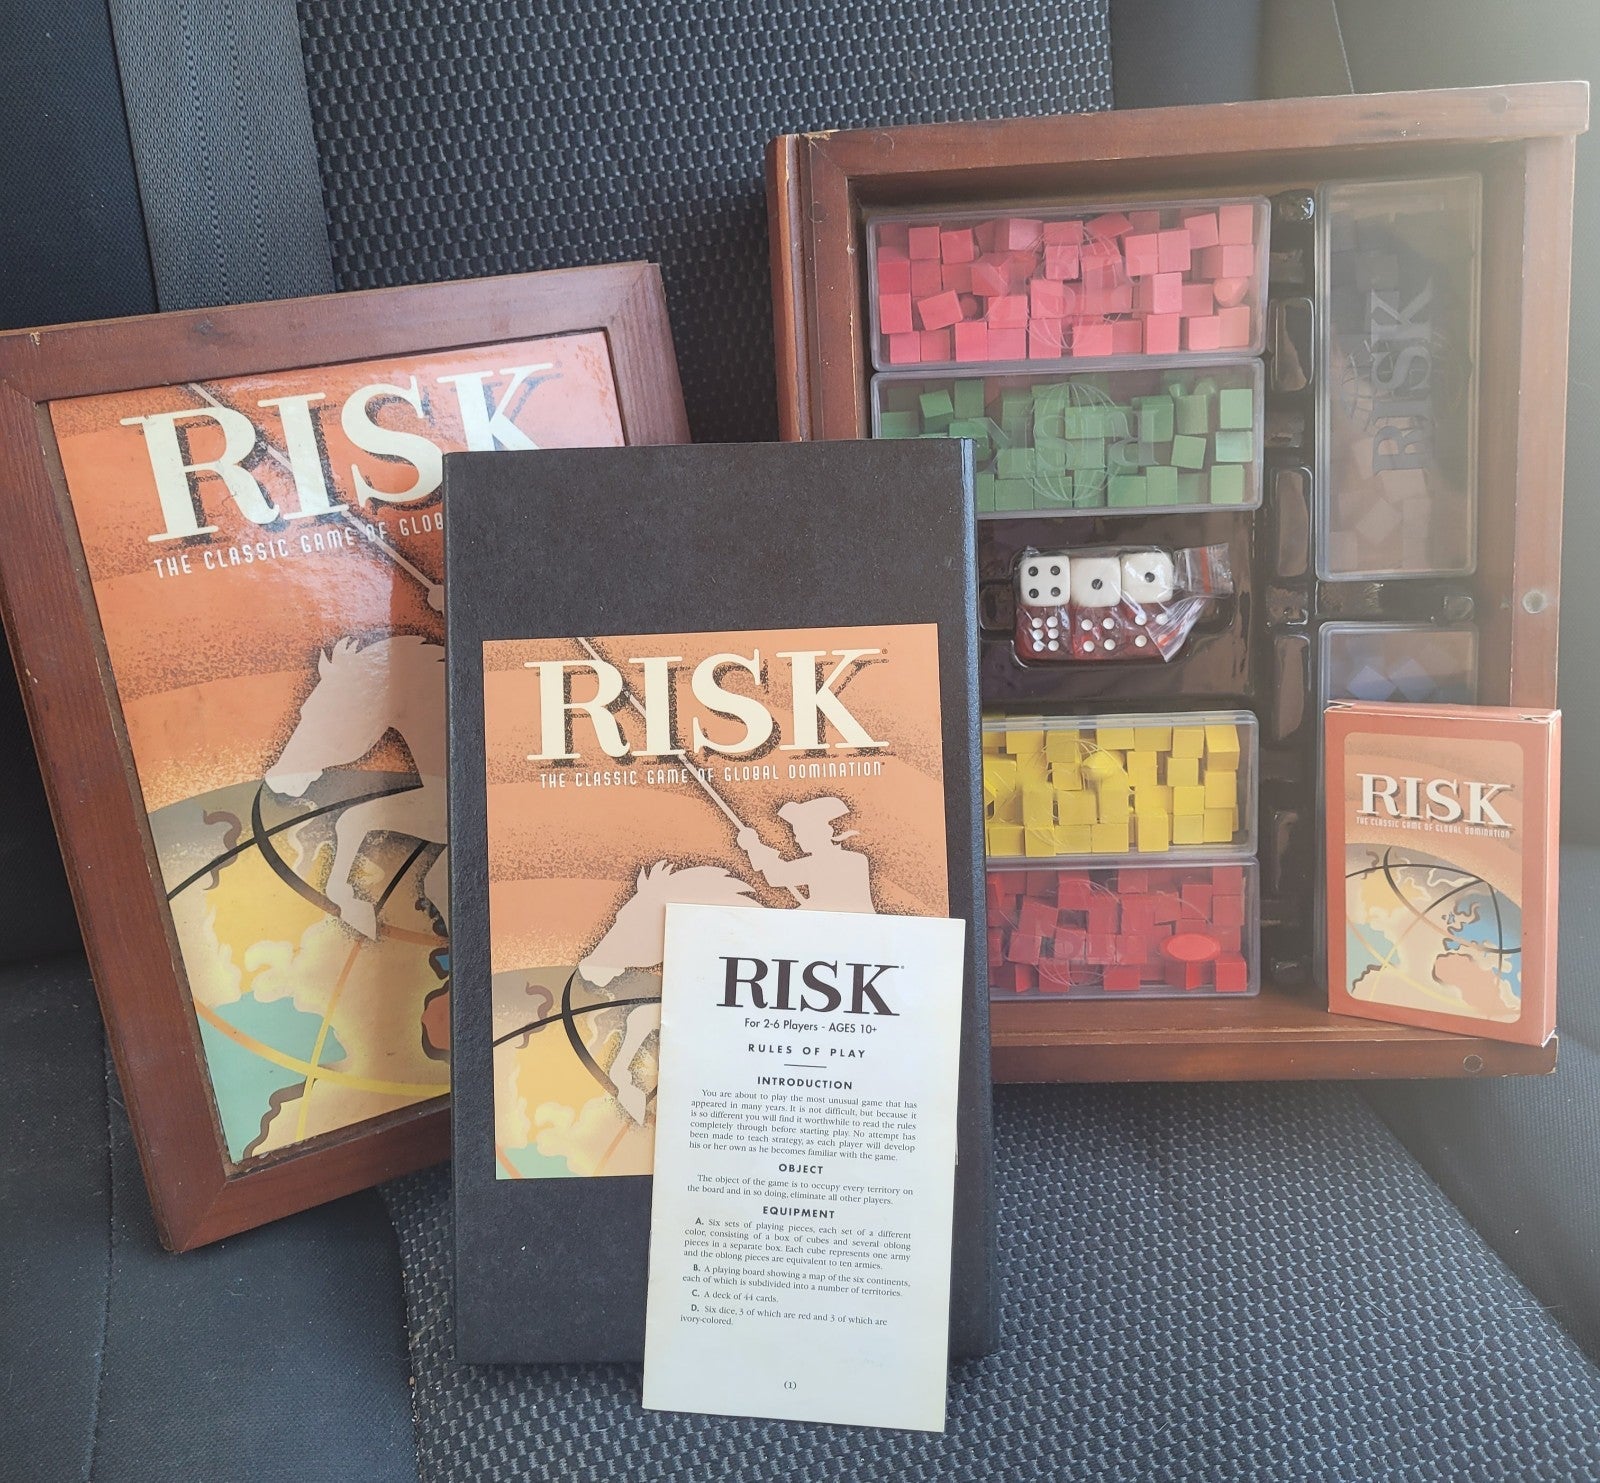 RISK
THE CLASSIC GAME OF GLOB
RISK
THE CLASSIC GAME OF GLOBAL DOMINATION
RISK
For 2-6 Players - AGES 10+
RULES OF PLAY
INTRODUCTION
You are about to play the most unusual game that has
appeared in many years. It is not difficult, but because it
is so different you will find it worthwhile to read the rules
completely through before starting play. No attempt has
been made to teach strategy, as each player will develop
his or her own as he becomes familiar with the game.
OBJECT
The object of the game is to occupy every territory on
the board and in so doing, eliminate all other players.
EQUIPMENT
A. Six sets of playing pieces, each set of a different
color, consisting of a box of cubes and several oblong
pieces in a separate box. Each cube represents one army
and the oblong pieces are equivalent to ten armies.
B. A playing board showing a map of the six continents,
each of which is subdivided into a number of territories.
C. A deck of 44 cards.
D. Six dice, 3 of which are red and 3 of which are
ivory-colored.
(1)
RISK
RISK
RISK
THE CLASSIC GAME OF GLOBAL DOMINATION